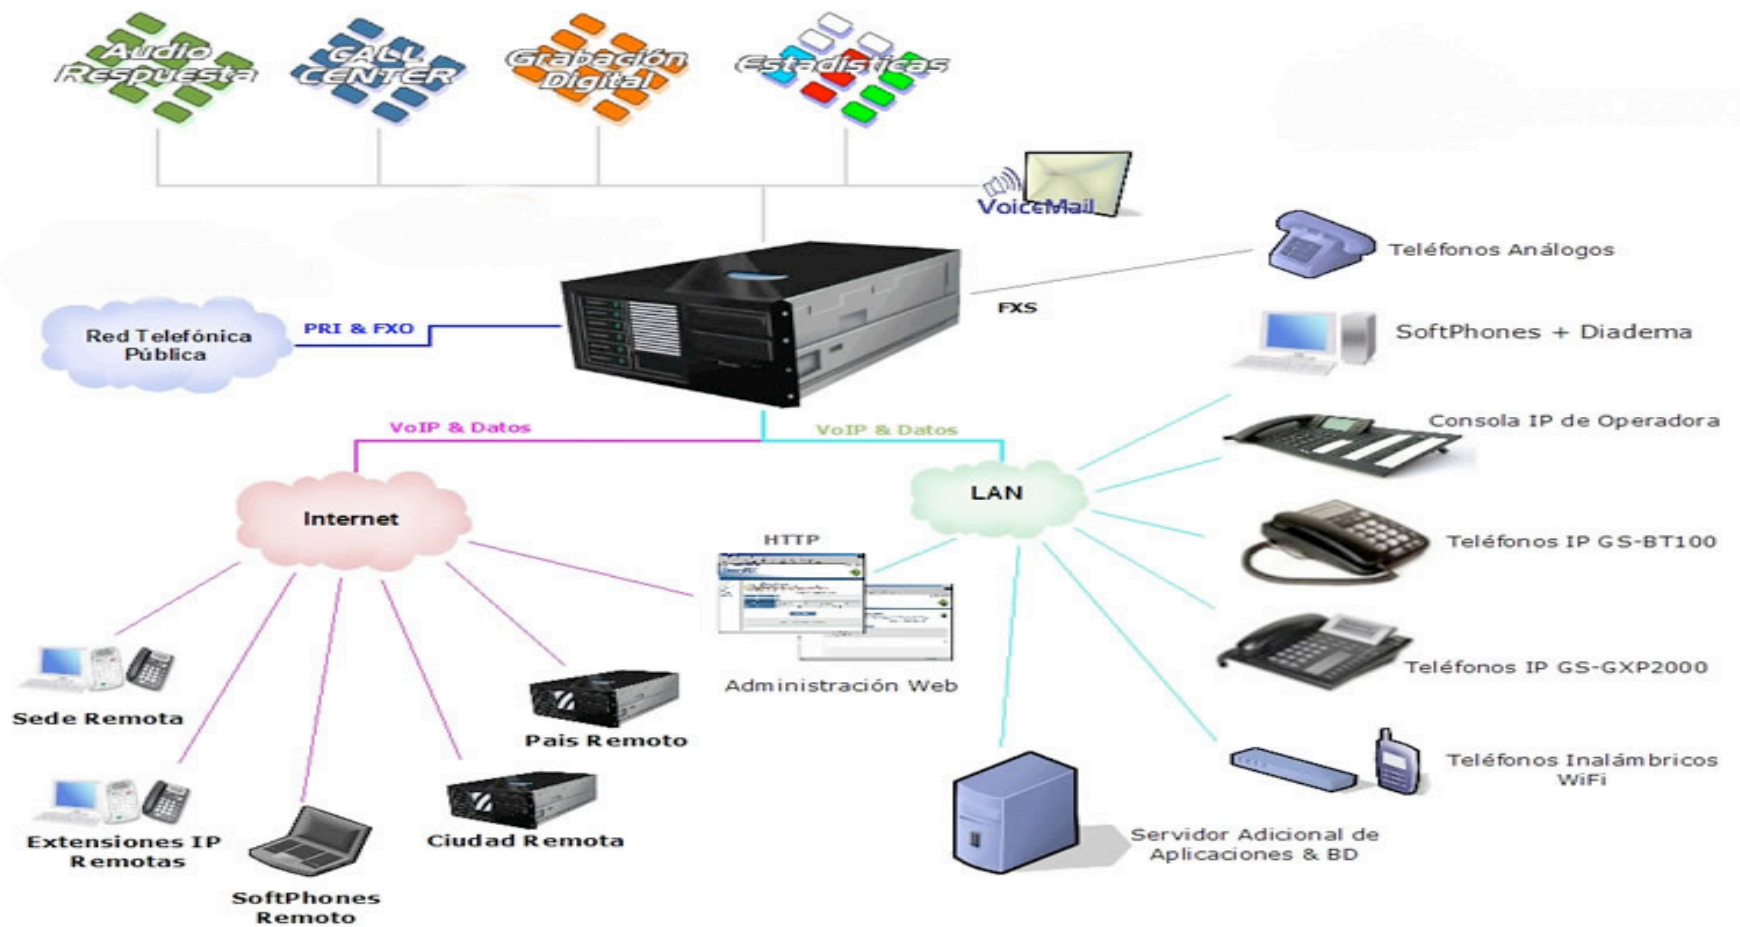 Audio
Respuesta
CALL
CENTER
Grabación
Digital
Estadísticas
VoiceMail
Teléfonos Análogos
FXS
SoftPhones + Diadema
PRI & FXO
Red Telefónica
Pública
VoIP & Datos
VoIP & Datos
Consola IP de Operadora
LAN
Internet
HTTP
Teléfonos IP GS-BT100
Teléfonos IP GS-GXP2000
Administración Web
Sede Remota
Pais Remoto
Teléfonos Inalámbricos
WiFi
Extensiones IP
Remotas
Ciudad Remota
Servidor Adicional de
Aplicaciones & BD
SoftPhones
Remoto